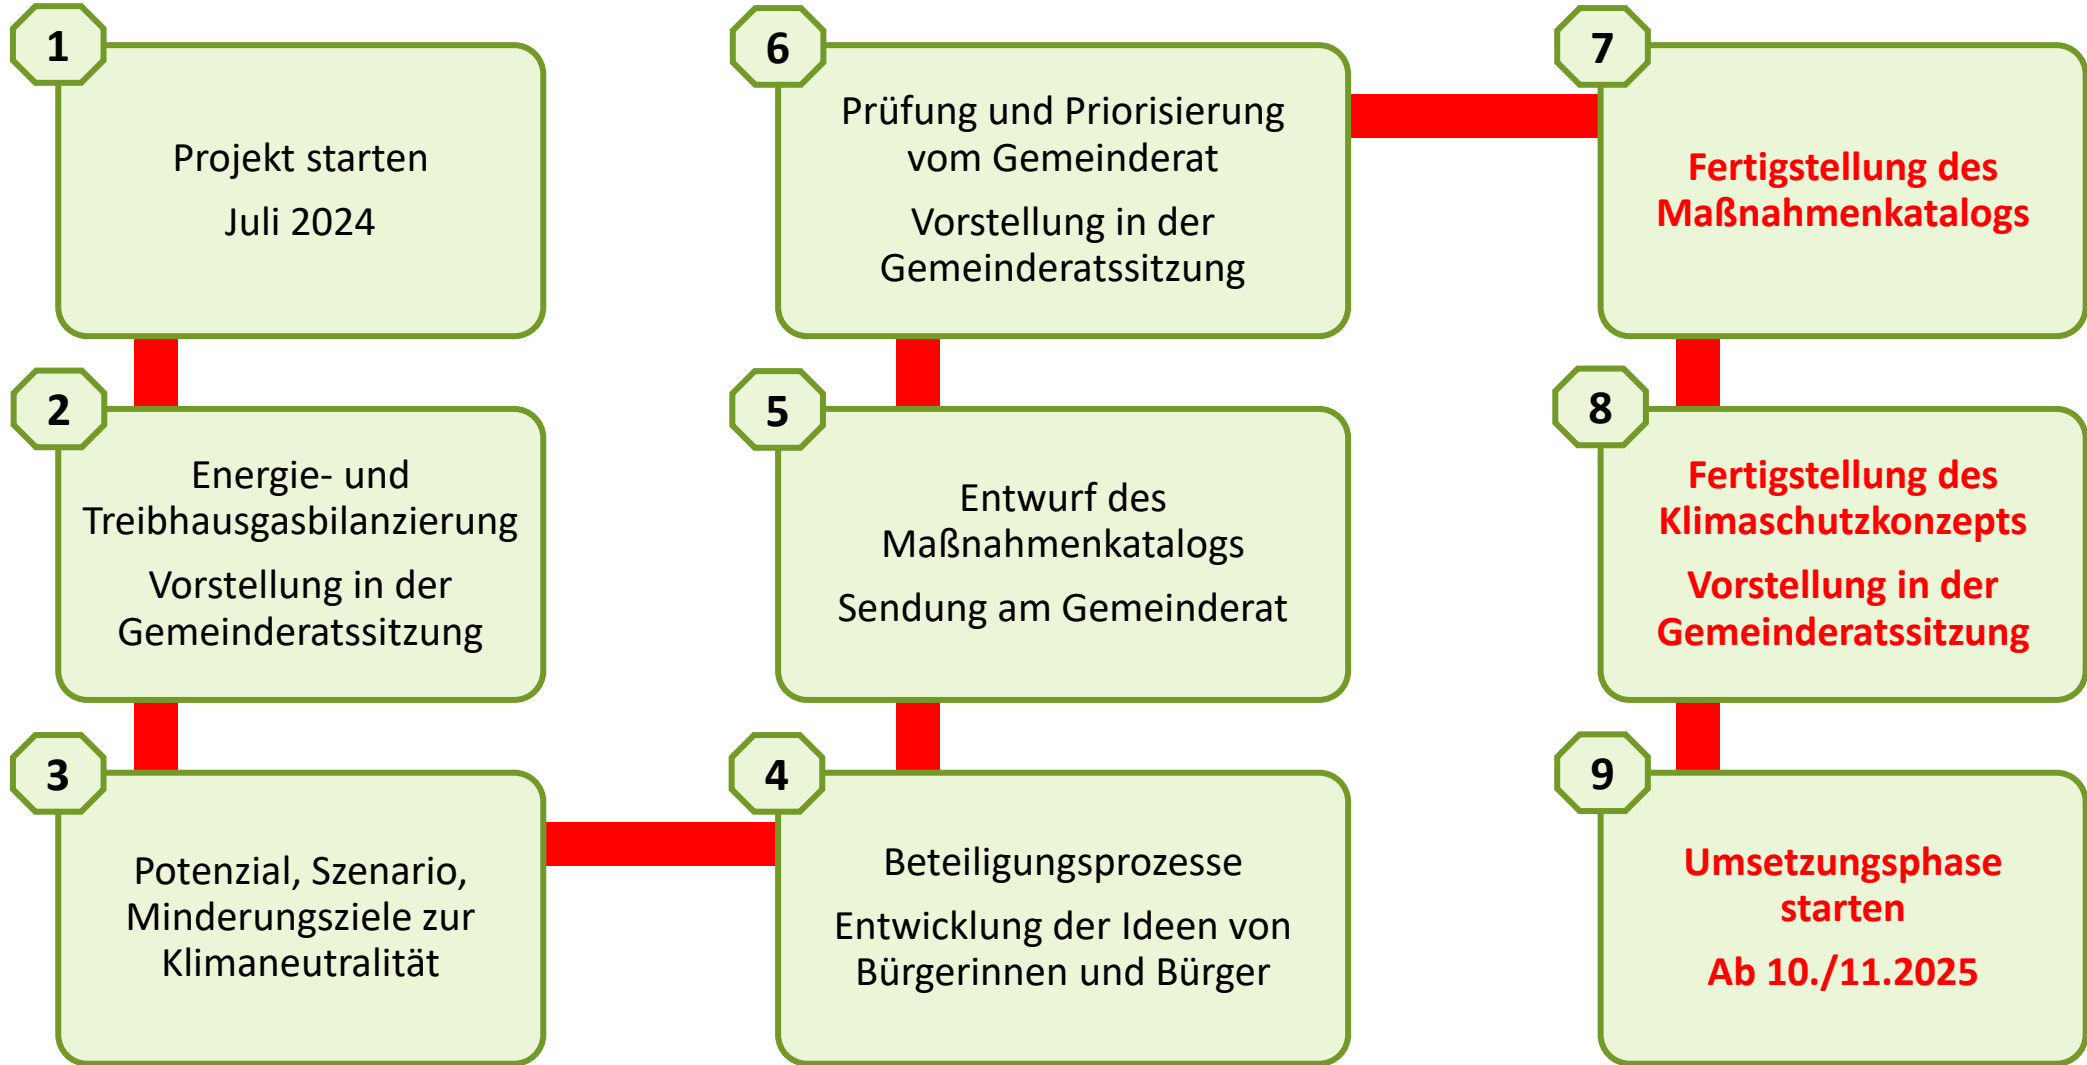 1
Projekt starten
Juli 2024
2
Energie- und
Treibhausgasbilanzierung
Vorstellung in der
Gemeinderatssitzung
3
Potenzial, Szenario,
Minderungsziele zur
Klimaneutralität
4
Beteiligungsprozesse
Entwicklung der Ideen von
Bürgerinnen und Bürger
5
Entwurf des
Maßnahmenkatalogs
Sendung am Gemeinderat
6
Prüfung und Priorisierung
vom Gemeinderat
Vorstellung in der
Gemeinderatssitzung
7
Fertigstellung des
Maßnahmenkatalogs
8
Fertigstellung des
Klimaschutzkonzepts
Vorstellung in der
Gemeinderatssitzung
9
Umsetzungsphase
starten
Ab 10./11.2025